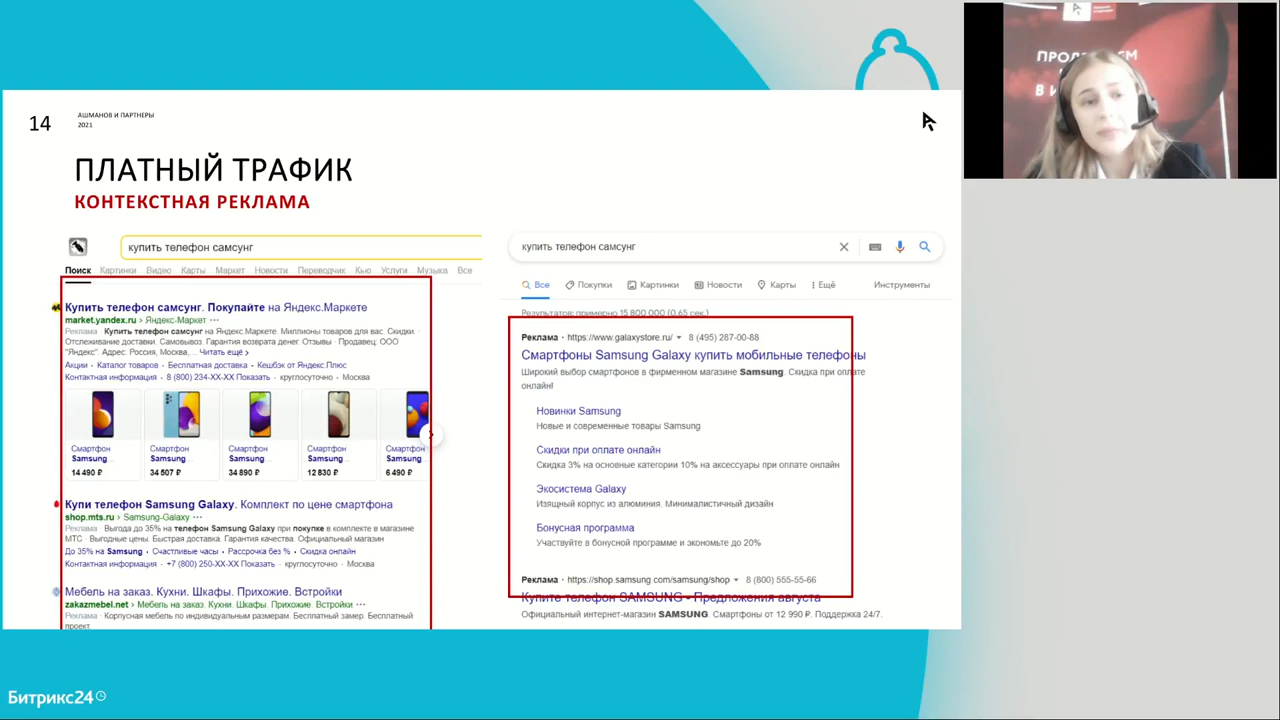 14
АШМАНОВ И ПАРТНЕРЫ
2021
ПЛАТНЫЙ ТРАФИК
КОНТЕКСТНАЯ РЕКЛАМА
купить телефон самсунг
Поиск Картинки Видео Карты Маркет Новости Переводчик Кью Услуги Музыка Все
Купить телефон самсунг. Покупайте на Яндекс.Маркете
market.yandex.ru › Яндекс-Маркет ···
Реклама · Купить телефон самсунг на Яндекс.Маркете. Миллионы товаров для вас. Скидки. ·
Отслеживание доставки. Самовывоз. Гарантия возврата денег. Отзывы · Продавец: ООО
"Яндекс". Адрес: Россия, Москва,... Читать ещё ›
Акции · Каталог товаров · Бесплатная доставка · Кешбэк от Яндекс Плюс
Контактная информация · 8 (800) 234-XX-XX Показать · круглосуточно · Москва
Смартфон Samsung...
14 490 ₽
Смартфон Samsung...
34 507 ₽
Смартфон Samsung...
34 890 ₽
Смартфон Samsung...
12 830 ₽
Смартфон Samsung
6 490 ₽
Купи телефон Samsung Galaxy. Комплект по цене смартфона
shop.mts.ru › Samsung-Galaxy ···
Реклама · Выгода до 35% на телефон Samsung Galaxy при покупке в комплекте в магазине
МТС · Выгодные цены. Быстрая доставка. Гарантия качества. Официальный магазин
До 35% на Samsung · Счастливые часы · Рассрочка без % · Скидка онлайн
Контактная информация · +7 (800) 250-XX-XX Показать · круглосуточно · Москва
Мебель на заказ. Кухни. Шкафы. Прихожие. Встройки
zakazmebel.net › Мебель на заказ. Кухни. Шкафы. Прихожие. Встройки ···
Реклама · Корпусная мебель по индивидуальным размерам. Бесплатный замер. Бесплатный
проект.
купить телефон самсунг
Все Покупки Картинки Новости Карты Ещё Инструменты
Результатов: примерно 15 800 000 (0,65 сек.)
Реклама · https://www.galaxystore.ru/ 8 (495) 287-00-88
Смартфоны Samsung Galaxy купить мобильные телефоны
Широкий выбор смартфонов в фирменном магазине Samsung. Скидка при оплате
онлайн!
Новинки Samsung
Новые и современные товары Samsung
Скидки при оплате онлайн
Скидка 3% на основные категории 10% на аксессуары при оплате онлайн
Экосистема Galaxy
Изящный корпус из алюминия. Минималистичный дизайн
Бонусная программа
Участвуйте в бонусной программе и экономьте до 20%
Реклама · https://shop.samsung.com/samsung/shop 8 (800) 555-55-66
Купите телефон SAMSUNG - Предложения августа
Официальный интернет-магазин SAMSUNG. Смартфоны от 12 990 ₽. Поддержка 24/7.
Битрикс24